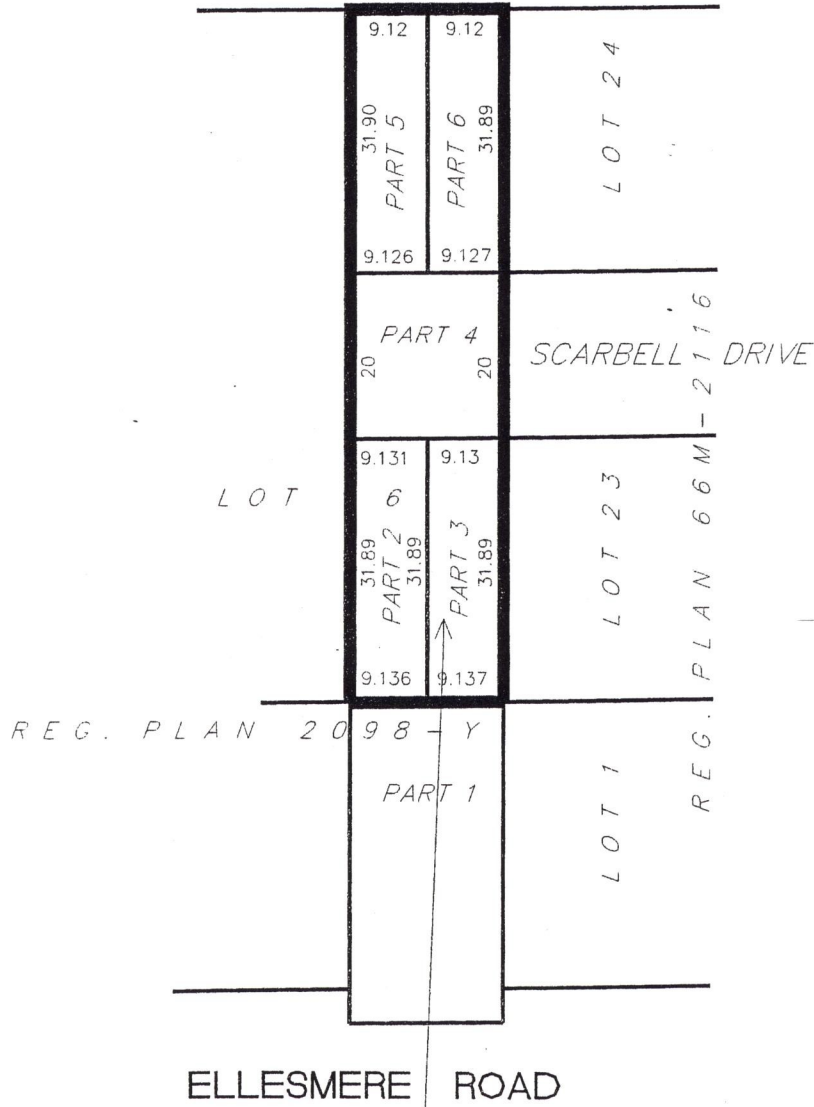 9.12
9.12
31.90
PART 5
PART 6
31.89
LOT 24
9.126
9.127
PART 4
20
20
SCARBELL DRIVE
REG. PLAN 66M-2116
9.131
9.13
LOT 6
31.89
PART 2
31.89
PART 3
31.89
LOT 23
9.136
9.137
REG. PLAN 2098-Y
PART 1
LOT 1
ELLESMERE ROAD